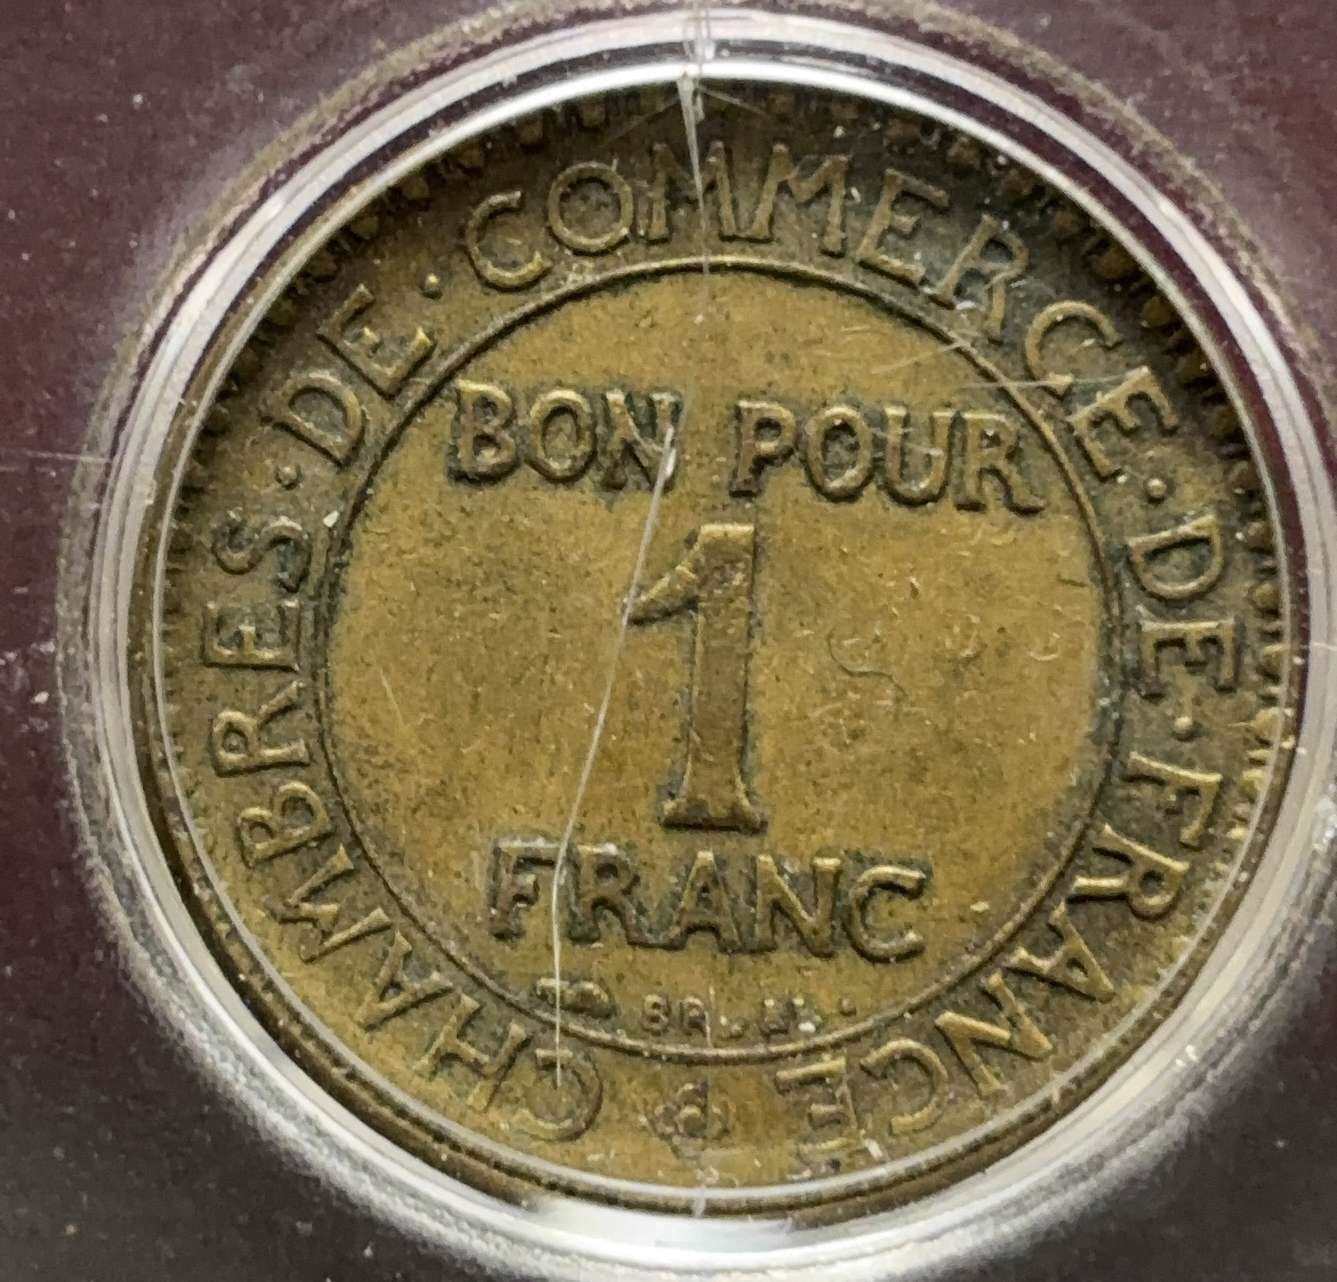 CHAMBRES · DE · COMMERCE · DE · FRANCE
BON POUR
1
FRANC